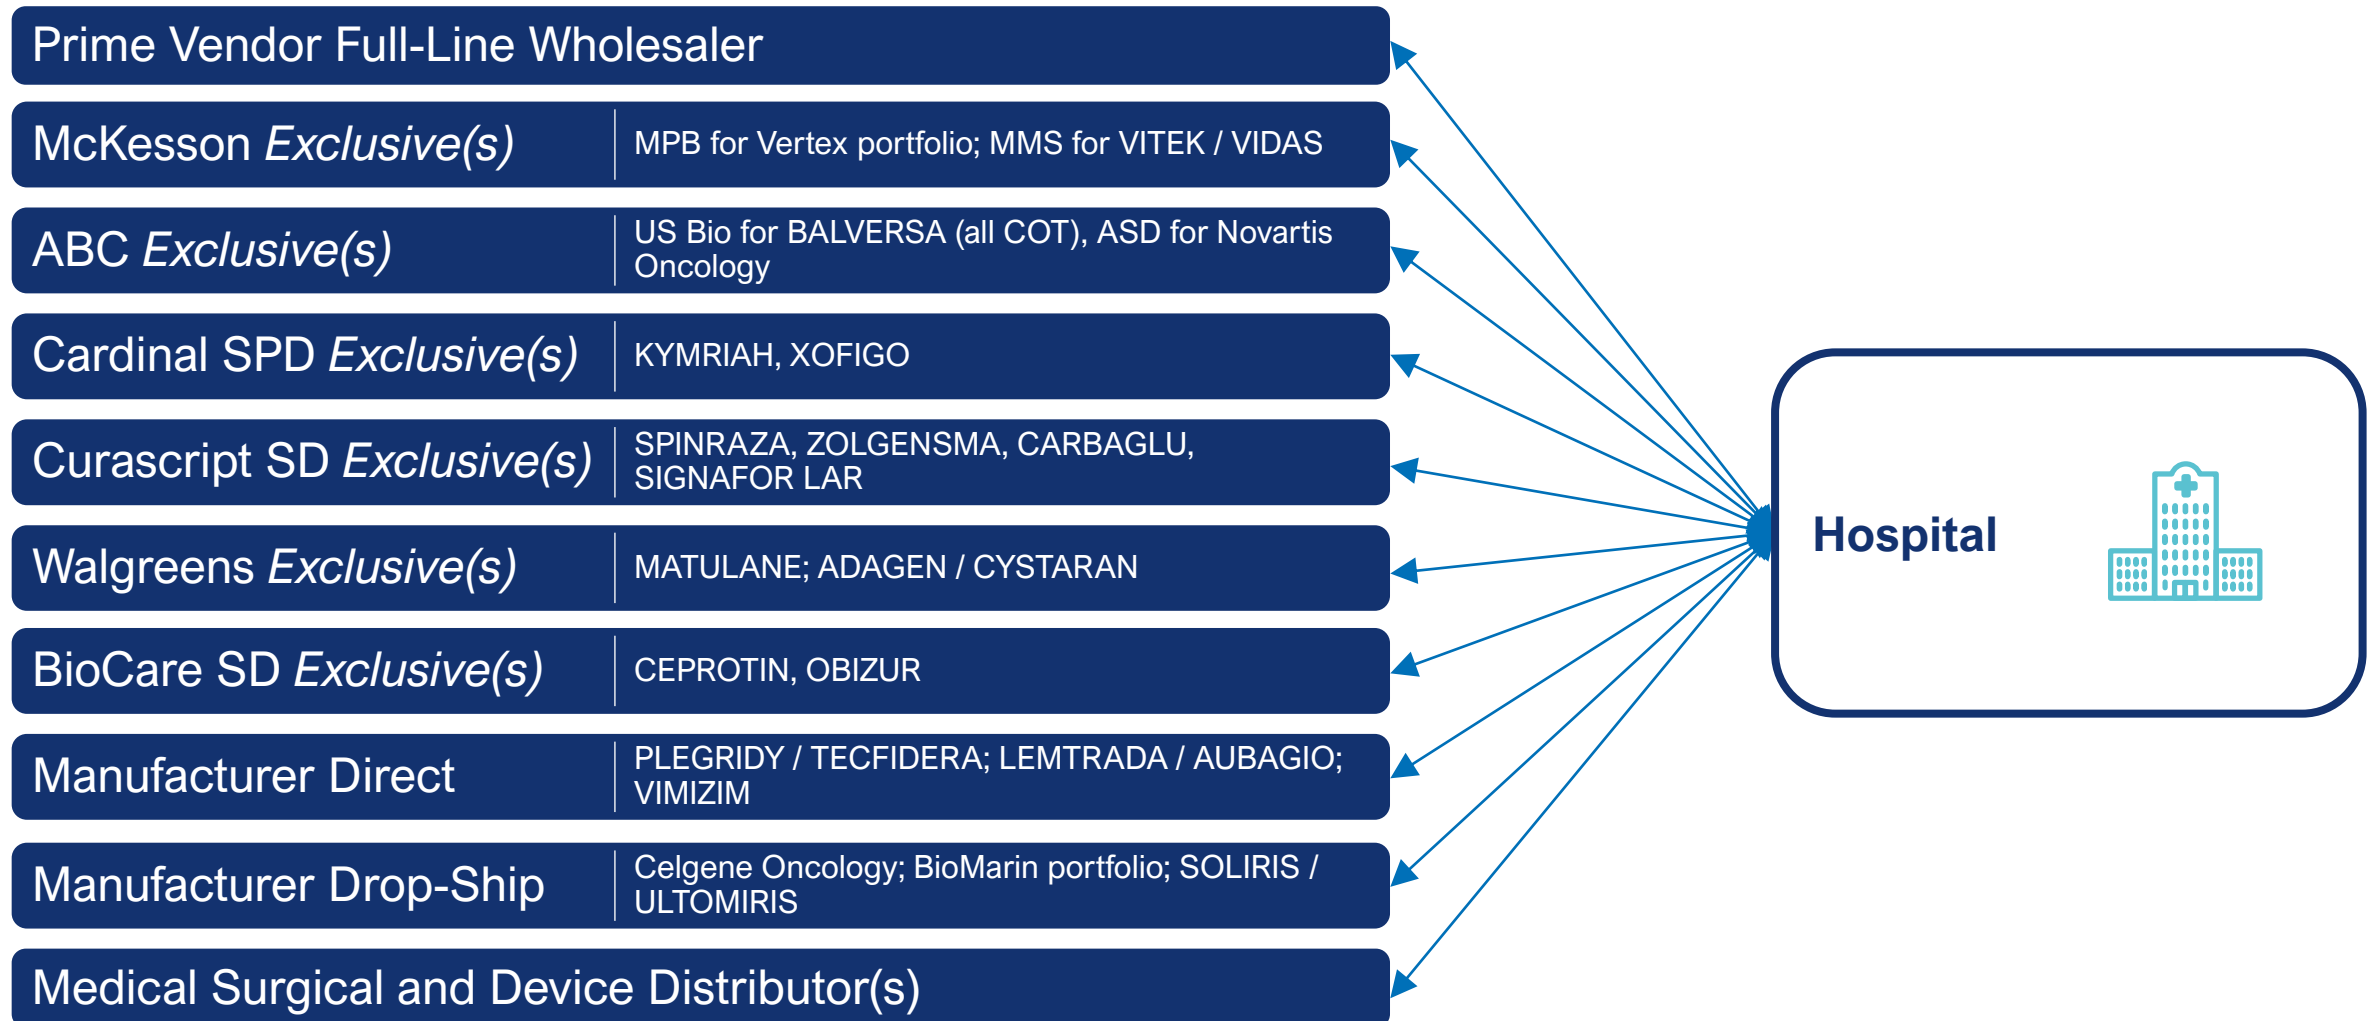 Prime Vendor Full-Line Wholesaler
McKesson Exclusive(s)
MPB for Vertex portfolio; MMS for VITEK / VIDAS
ABC Exclusive(s)
US Bio for BALVERSA (all COT), ASD for Novartis
Oncology
Cardinal SPD Exclusive(s)
KYMRIAH, XOFIGO
Curascript SD Exclusive(s)
SPINRAZA, ZOLGENSMA, CARBAGLU,
SIGNAFOR LAR
Walgreens Exclusive(s)
MATULANE; ADAGEN / CYSTARAN
BioCare SD Exclusive(s)
CEPROTIN, OBIZUR
Manufacturer Direct
PLEGRIDY / TECFIDERA; LEMTRADA / AUBAGIO;
VIMIZIM
Manufacturer Drop-Ship
Celgene Oncology; BioMarin portfolio; SOLIRIS /
ULTOMIRIS
Medical Surgical and Device Distributor(s)
Hospital